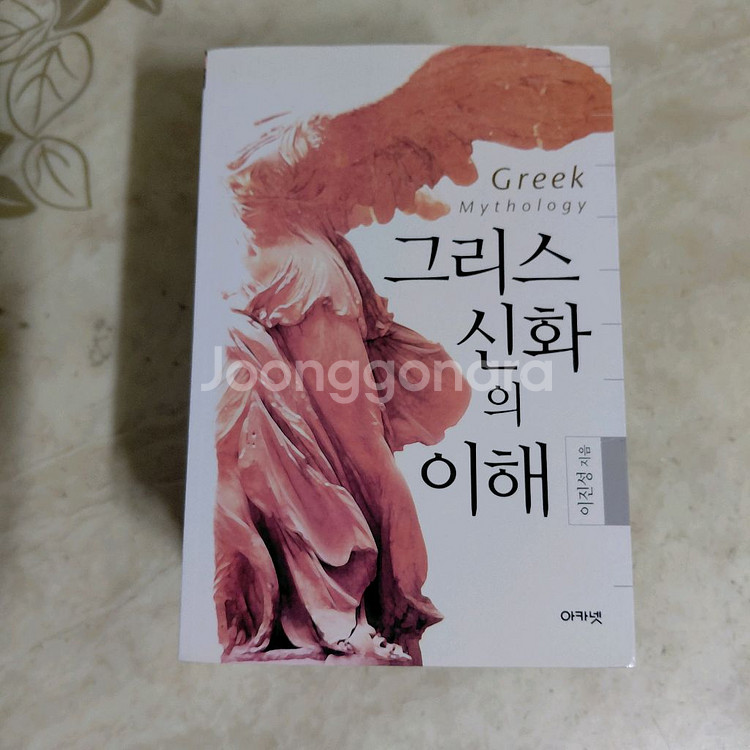 Greek
Mythology
그리스
신화
의
이해
이진성 지음
아카넷
Joonggonara